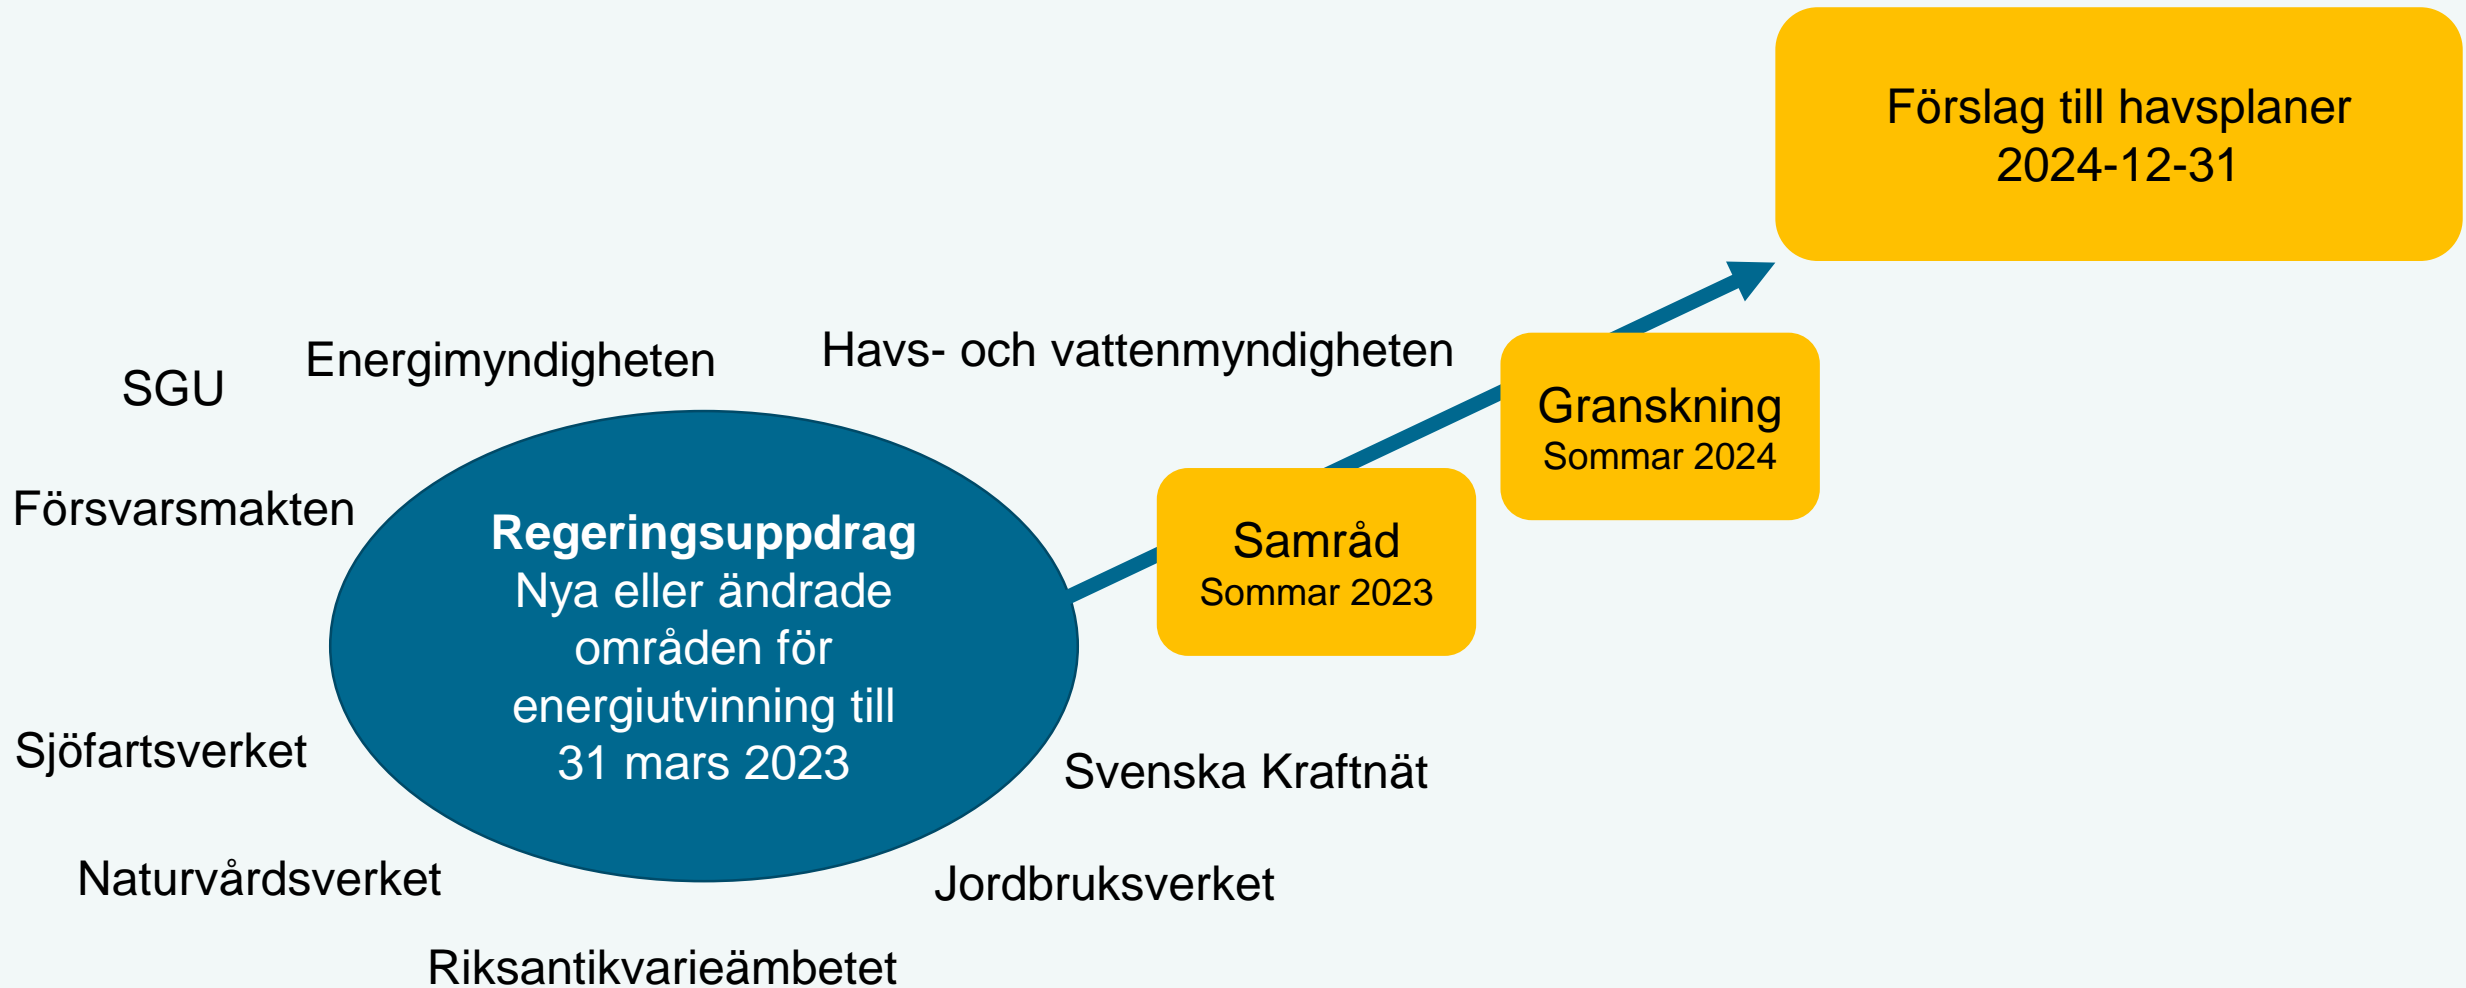 Förslag till havsplaner
2024-12-31
Havs- och vattenmyndigheten
Energimyndigheten
SGU
Granskning
Sommar 2024
Försvarsmakten
Regeringsuppdrag
Nya eller ändrade
områden för
energiutvinning till
31 mars 2023
Samråd
Sommar 2023
Sjöfartsverket
Svenska Kraftnät
Naturvårdsverket
Jordbruksverket
Riksantikvarieämbetet